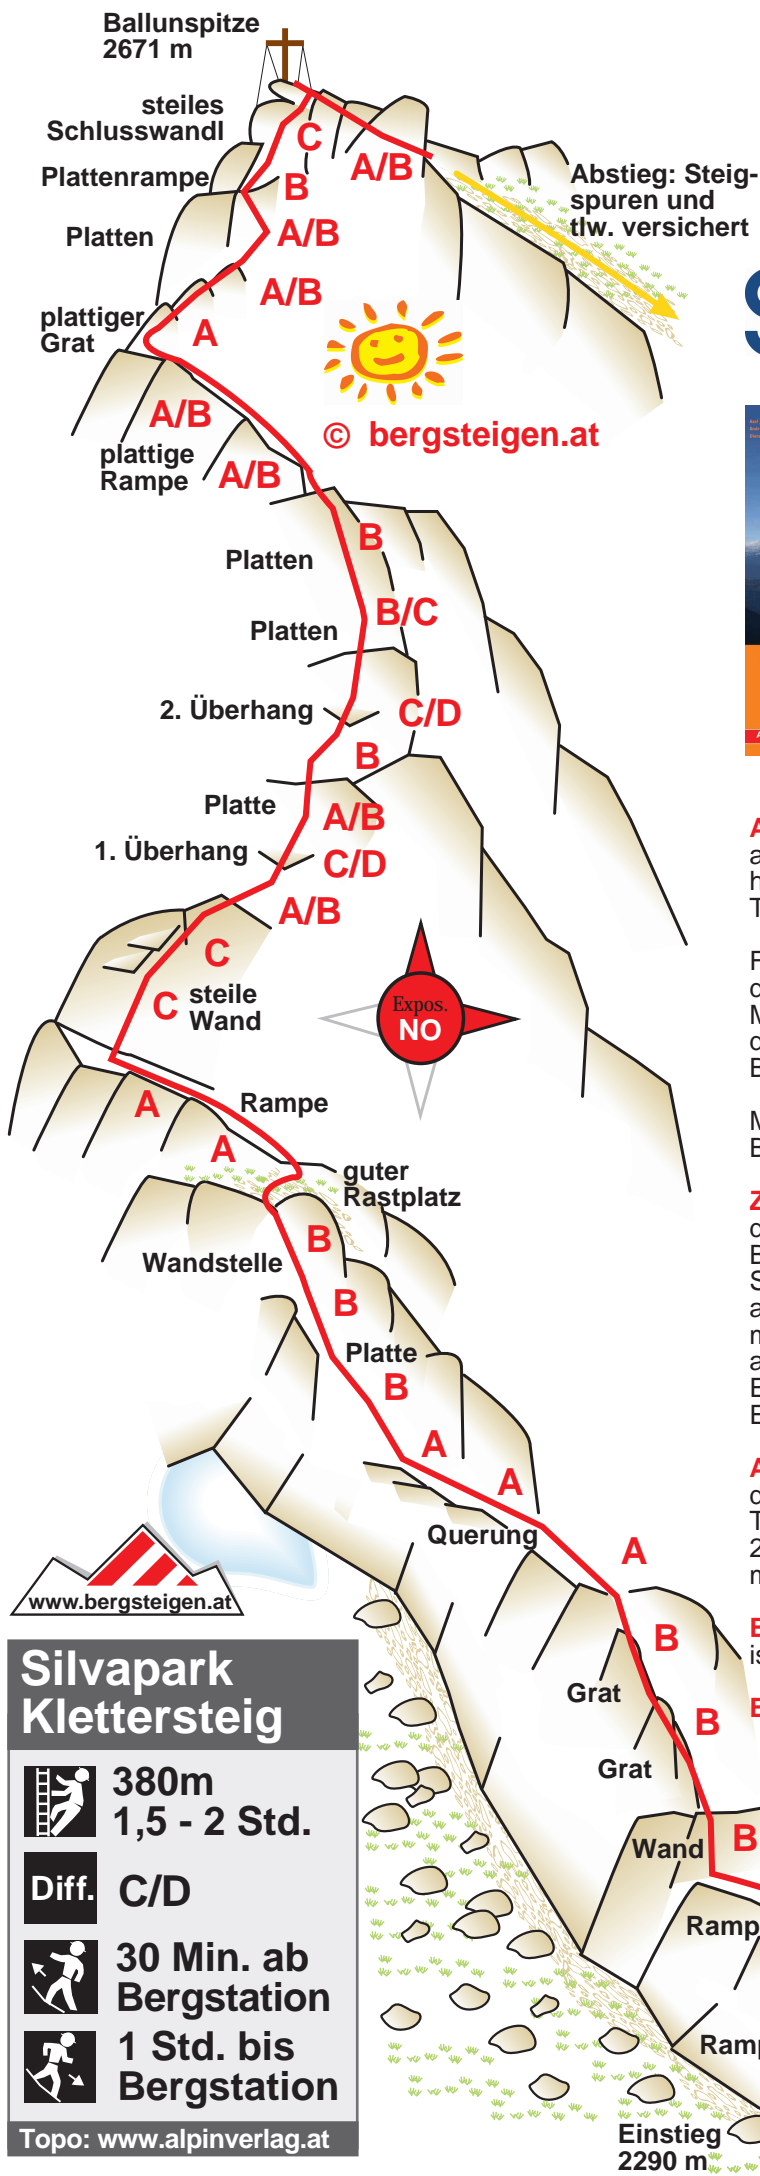 Ballunspitze
2671 m
steiles
Schlusswandl
C
A/B
Plattenrampe
B
Abstieg: Steig-
spuren und
tlw. versichert
Platten
A/B
A/B
plattiger
Grat
A
A/B
© bergsteigen.at
plattige
Rampe
A/B
B
Platten
B/C
Platten
2. Überhang
C/D
B
Platte
A/B
1. Überhang
C/D
A/B
C
C
steile
Wand
Expos.
NO
A
Rampe
A
guter
Rastplatz
B
Wandstelle
B
Platte
B
A
A
Querung
A
www.bergsteigen.at
B
Grat
B
Grat
Wand
B
Silvapark
Klettersteig
380m
1,5 - 2 Std.
Diff.
C/D
30 Min. ab
Bergstation
1 Std. bis
Bergstation
Topo: www.alpinverlag.at
Ramp
Ramp
Einstieg
2290 m